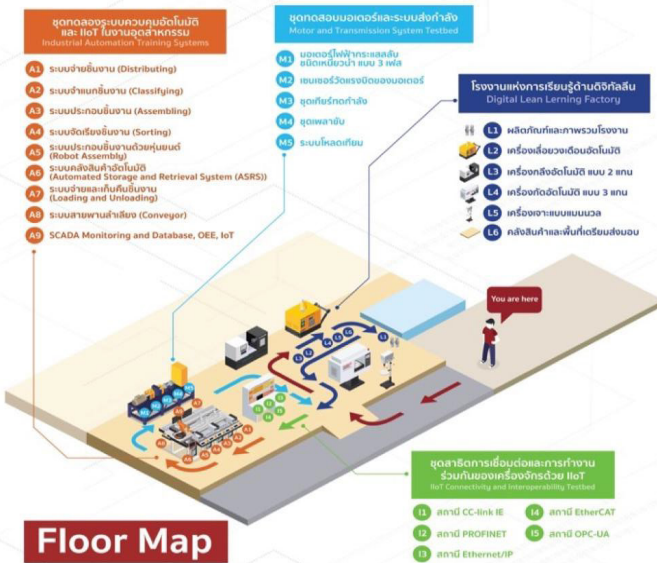 ชุดทดลองระบบควบคุมอัตโนมัติ
และ IIoT ในงานอุตสาหกรรม
Industrial Automation Training Systems
A1 ระบบจ่ายชิ้นงาน (Distributing)
A2 ระบบจำแนกชิ้นงาน (Classifying)
A3 ระบบประกอบชิ้นงาน (Assembling)
A4 ระบบจัดเรียงชิ้นงาน (Sorting)
A5 ระบบประกอบชิ้นงานด้วยหุ่นยนต์
(Robot Assembly)
A6 ระบบคลังสินค้าอัตโนมัติ
(Automated Storage and Retrieval System (ASRS))
A7 ระบบจ่ายและเก็บคืนชิ้นงาน
(Loading and Unloading)
A8 ระบบสายพานลำเลียง (Conveyor)
A9 SCADA Monitoring and Database, OEE, IoT
ชุดทดสอบมอเตอร์และระบบส่งกำลัง
Motor and Transmission System Testbed
M1 มอเตอร์ไฟฟ้ากระแสสลับ
ชนิดเหนี่ยวนำ แบบ 3 เฟส
M2 เซนเซอร์วัดแรงบิดของมอเตอร์
M3 ชุดเกียร์ทดกำลัง
M4 ชุดเพลาขับ
M5 ระบบโหลดเทียม
โรงงานแห่งการเรียนรู้ด้านดิจิทัลลีน
Digital Lean Lerning Factory
L1 ผลิตภัณฑ์และภาพรวมโรงงาน
L2 เครื่องเลื่อยวงเดือนอัตโนมัติ
L3 เครื่องกลึงอัตโนมัติ แบบ 2 แกน
L4 เครื่องกัดอัตโนมัติ แบบ 3 แกน
L5 เครื่องเจาะแบบแมนนวล
L6 คลังสินค้าและพื้นที่เตรียมส่งมอบ
You are here
ชุดสาธิตการเชื่อมต่อและการทำงาน
ร่วมกันของเครื่องจักรด้วย IIoT
IIoT Connectivity and Interoperability Testbed
I1 สถานี CC-link IE
I2 สถานี PROFINET
I3 สถานี Ethernet/IP
I4 สถานี EtherCAT
I5 สถานี OPC-UA
Floor Map